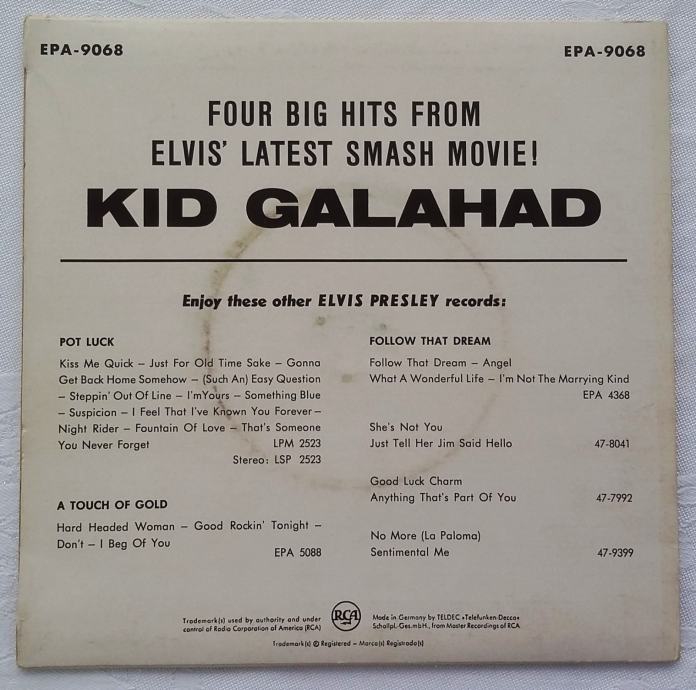 EPA-9068
EPA-9068
FOUR BIG HITS FROM
ELVIS' LATEST SMASH MOVIE!
KID GALAHAD
Enjoy these other ELVIS PRESLEY records:
POT LUCK
Kiss Me Quick – Just For Old Time Sake – Gonna
Get Back Home Somehow – (Such An) Easy Question
– Steppin' Out Of Line – I'mYours – Something Blue
– Suspicion – I Feel That I've Known You Forever –
Night Rider – Fountain Of Love – That's Someone
You Never Forget LPM 2523
Stereo: LSP 2523
A TOUCH OF GOLD
Hard Headed Woman – Good Rockin' Tonight –
Don't – I Beg Of You
EPA 5088
FOLLOW THAT DREAM
Follow That Dream – Angel
What A Wonderful Life – I'm Not The Marrying Kind
EPA 4368
She's Not You
Just Tell Her Jim Said Hello 47-8041
Good Luck Charm
Anything That's Part Of You 47-7992
No More (La Paloma)
Sentimental Me 47-9399
Trademark(s) used by authority and under
control of Radio Corporation of America (RCA)
RCA
Made in Germany by TELDEC »Telefunken-Decca«
Schallpl.-Ges.mbH., from Master Recordings of RCA
Trademark(s) ® Registered – Marca(s) Registrada(s)